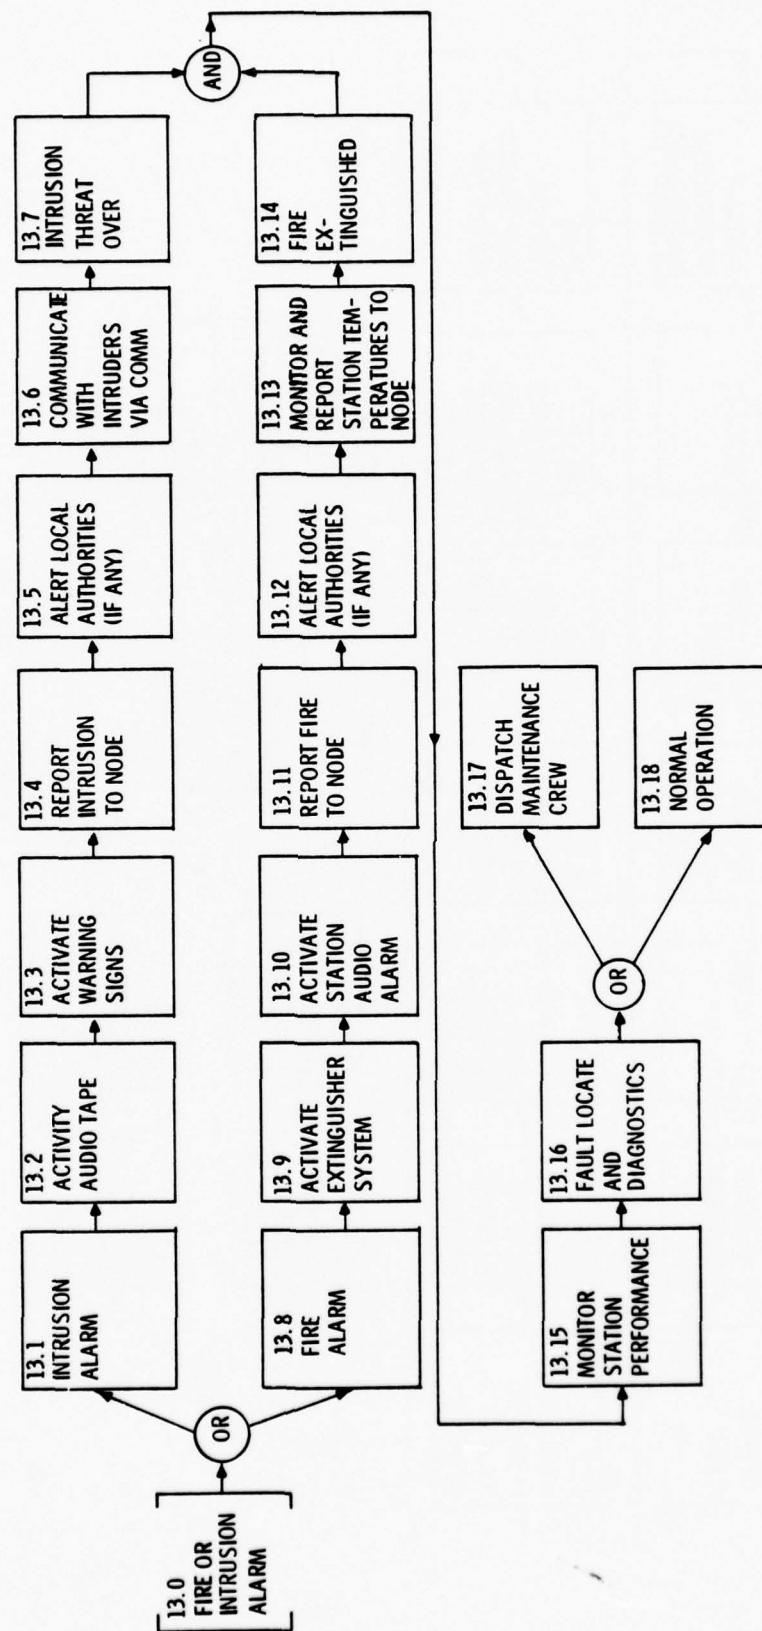 13.0
FIRE OR
INTRUSION
ALARM
OR
13.1
INTRUSION
ALARM
13.2
ACTIVITY
AUDIO TAPE
13.3
ACTIVATE
WARNING
SIGNS
13.4
REPORT
INTRUSION
TO NODE
13.5
ALERT LOCAL
AUTHORITIES
(IF ANY)
13.6
COMMUNICATE
WITH
INTRUDERS
VIA COMM
13.7
INTRUSION
THREAT
OVER
13.8
FIRE
ALARM
13.9
ACTIVATE
EXTINGUISHER
SYSTEM
13.10
ACTIVATE
STATION
AUDIO
ALARM
13.11
REPORT FIRE
TO NODE
13.12
ALERT LOCAL
AUTHORITIES
(IF ANY)
13.13
MONITOR AND
REPORT
STATION TEM-
PERATURES TO
NODE
13.14
FIRE
EX-
TINGUISHED
AND
13.15
MONITOR
STATION
PERFORMANCE
13.16
FAULT LOCATE
AND
DIAGNOSTICS
OR
13.17
DISPATCH
MAINTENANCE
CREW
13.18
NORMAL
OPERATION